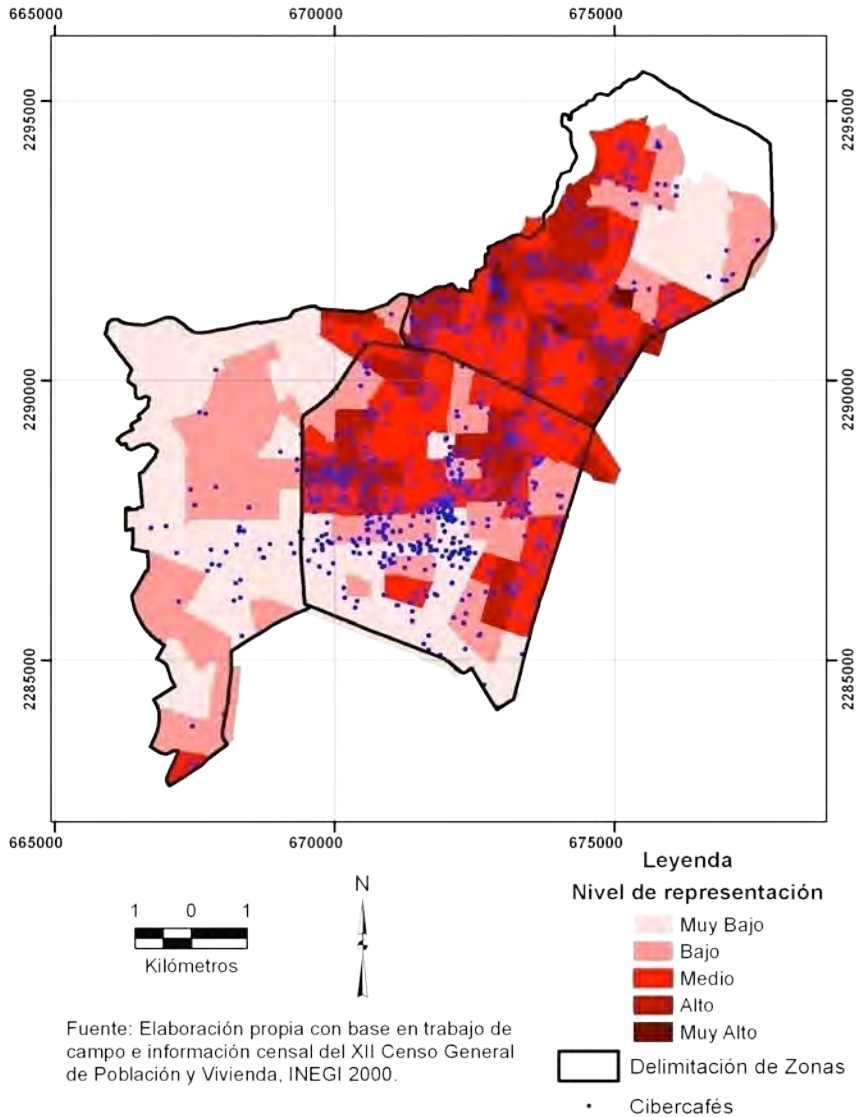 665000 670000 675000
2295000 2295000
2290000 2290000
2285000 2285000
665000 670000 675000
Leyenda
Nivel de representación
Muy Bajo
Bajo
Medio
Alto
Muy Alto
Delimitación de Zonas
Cibercafés
N
1 0 1
Kilómetros
Fuente: Elaboración propia con base en trabajo de
campo e información censal del XII Censo General
de Población y Vivienda, INEGI 2000.